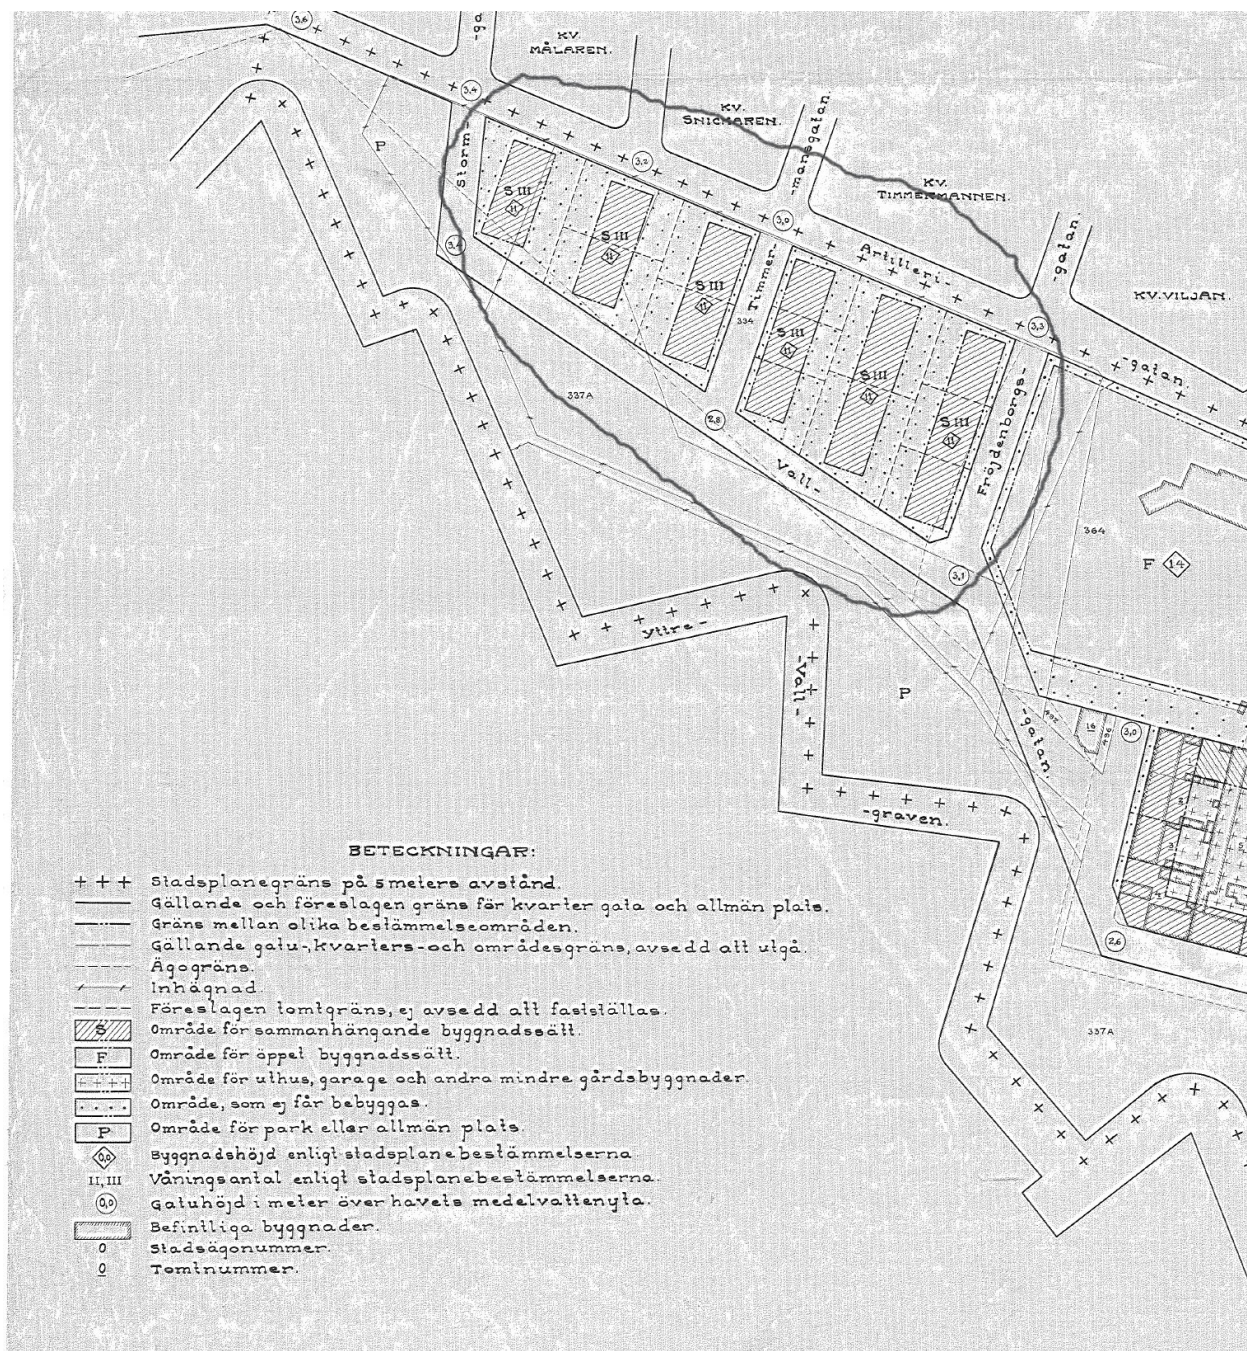 3,6
-ga
KV.
MÅLAREN.
3,4
KV.
SNICKAREN.
-mansgatan.
P
Storm-
3,2
KV.
TIMMERMANNEN.
S III
11
3,0
-gatan
3,4
S III
11
Artilleri-
Timmer-
KV. VILJAN.
S III
11
334
3,3
S III
11
-gatan.
S III
11
337A
Fröjdenborgs-
2,8
S III
11
Vall-
364
F 14
3,1
Yttre-
-Vall-
P
-gatan.
16
496
3,0
-graven.
3
4
5
2,6
337A
BETECKNINGAR:
+ + + Stadsplanegräns på 5 meters avstånd.
Gällande och föreslagen gräns för kvarter gata och allmän plats.
Gräns mellan olika bestämmelseområden.
Gällande gatu-, kvarters- och områdesgräns, avsedd att utgå.
Ägogräns.
Inhägnad.
Föreslagen tomtgräns, ej avsedd att fastställas.
S Område för sammanhängande byggnadssätt.
F Område för öppet byggnadssätt.
Område för uthus, garage och andra mindre gårdsbyggnader.
Område, som ej får bebyggas.
P Område för park eller allmän plats.
0,0 Byggnadshöjd enligt stadsplanebestämmelserna
II, III Våningsantal enligt stadsplanebestämmelserna.
0,0 Gatuhöjd i meter över havets medelvattenyta.
Befintliga byggnader.
0 Stadsägonummer.
0 Tomtnummer.